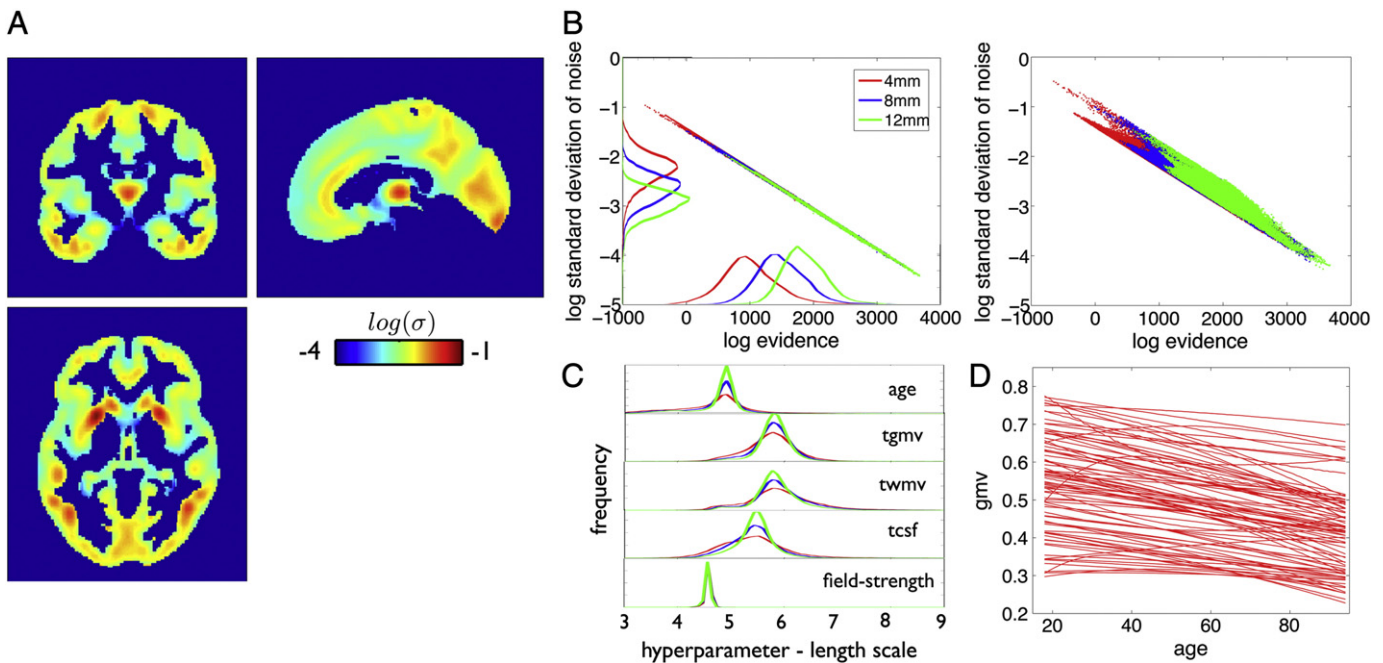 A
log(σ)
-4
-1
B
log standard deviation of noise
0
−1
−2
−3
−4
−5
−1000
0
1000
2000
3000
4000
log evidence
4mm
8mm
12mm
log standard deviation of noise
0
−1
−2
−3
−4
−5
−1000
0
1000
2000
3000
4000
log evidence
C
frequency
age
tgmv
twmv
tcsf
field-strength
3
4
5
6
7
8
9
hyperparameter - length scale
D
gmv
0.8
0.7
0.6
0.5
0.4
0.3
0.2
20
40
60
80
age